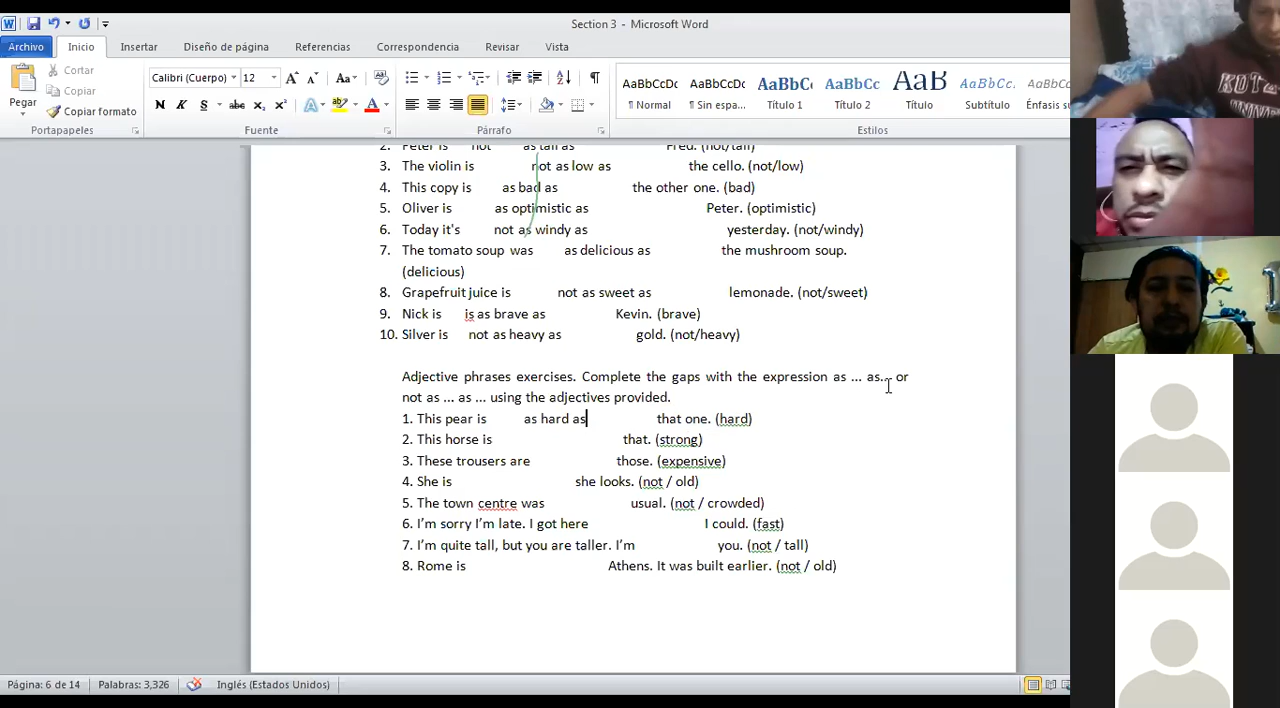 Section 3 - Microsoft Word
Archivo Inicio Insertar Diseño de página Referencias Correspondencia Revisar Vista
Pegar Cortar
Copiar
Copiar formato
Calibri (Cuerpo) 12
AaBbCcDc AaBbCcDc AaBbC AaBbCc AaB AaBbCc. AaBbCcDc
¶ Normal ¶ Sin espa... Título 1 Título 2 Título Subtítulo Énfasis su
Portapapeles Fuente Párrafo Estilos
2. Peter is not as tall as Fred. (not/tall)
3. The violin is not as low as the cello. (not/low)
4. This copy is as bad as the other one. (bad)
5. Oliver is as optimistic as Peter. (optimistic)
6. Today it's not as windy as yesterday. (not/windy)
7. The tomato soup was as delicious as the mushroom soup.
(delicious)
8. Grapefruit juice is not as sweet as lemonade. (not/sweet)
9. Nick is is as brave as Kevin. (brave)
10. Silver is not as heavy as gold. (not/heavy)
Adjective phrases exercises. Complete the gaps with the expression as ... as... or
not as ... as ... using the adjectives provided.
1. This pear is as hard as that one. (hard)
2. This horse is that. (strong)
3. These trousers are those. (expensive)
4. She is she looks. (not / old)
5. The town centre was usual. (not / crowded)
6. I'm sorry I'm late. I got here I could. (fast)
7. I'm quite tall, but you are taller. I'm you. (not / tall)
8. Rome is Athens. It was built earlier. (not / old)
Página: 6 de 14 Palabras: 3,326 Inglés (Estados Unidos)